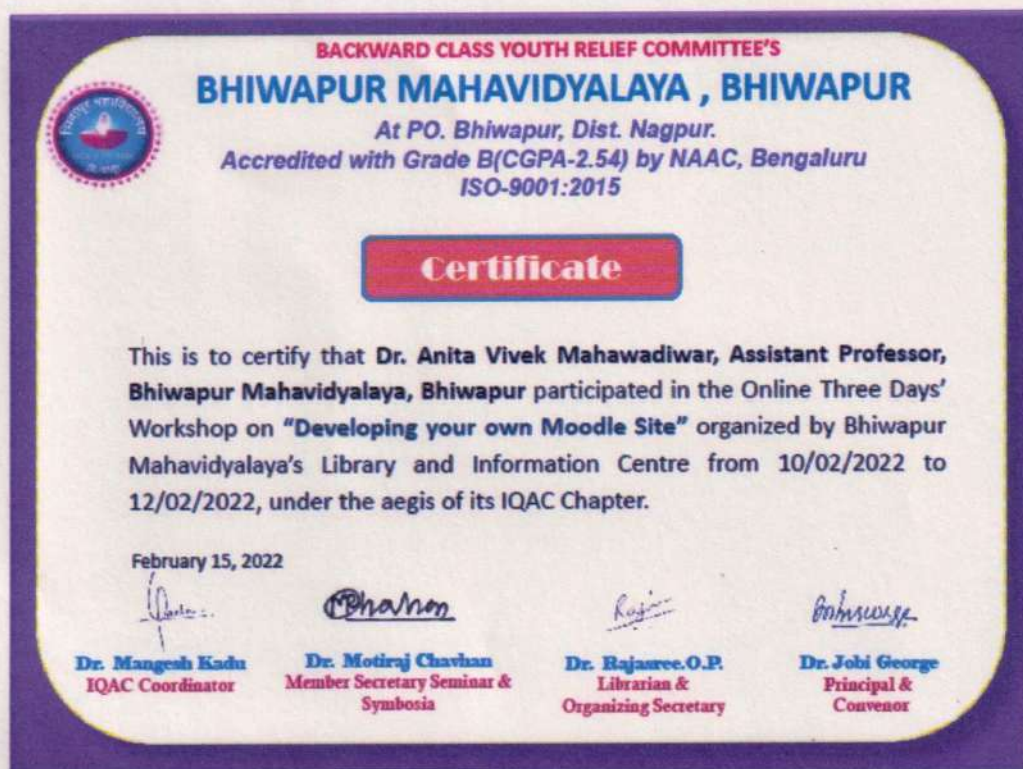 BACKWARD CLASS YOUTH RELIEF COMMITTEE'S
BHIWAPUR MAHAVIDYALAYA , BHIWAPUR
At PO. Bhiwapur, Dist. Nagpur.
Accredited with Grade B(CGPA-2.54) by NAAC, Bengaluru
ISO-9001:2015
Certificate
This is to certify that Dr. Anita Vivek Mahawadiwar, Assistant Professor,
Bhiwapur Mahavidyalaya, Bhiwapur participated in the Online Three Days’
Workshop on “Developing your own Moodle Site” organized by Bhiwapur
Mahavidyalaya’s Library and Information Centre from 10/02/2022 to
12/02/2022, under the aegis of its IQAC Chapter.
February 15, 2022
Dr. Mangesh Kadu
IQAC Coordinator
Dr. Motiraj Chavhan
Member Secretary Seminar &
Symbosia
Dr. Rajasree.O.P.
Librarian &
Organizing Secretary
Dr. Jobi George
Principal &
Convenor